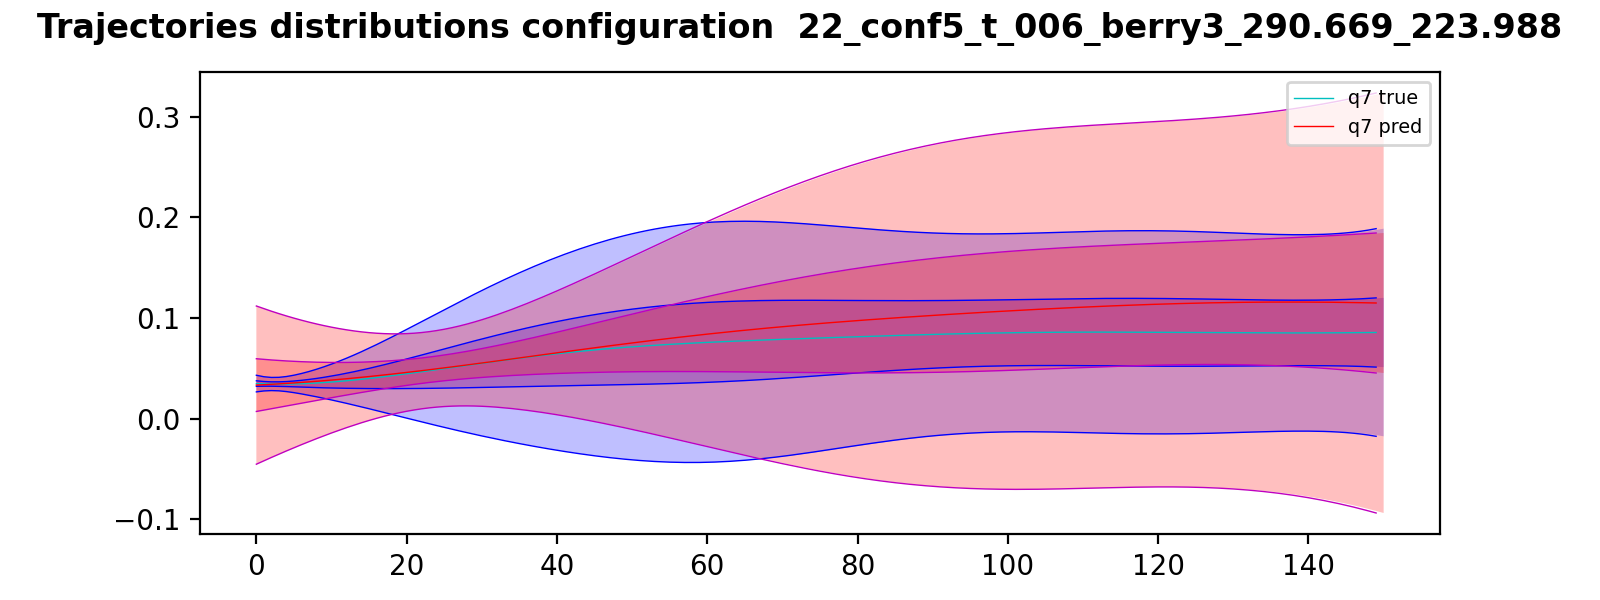 Trajectories distributions configuration  22_conf5_t_006_berry3_290.669_223.988
q7 true
q7 pred
0.3
0.2
0.1
0.0
−0.1
0 20 40 60 80 100 120 140